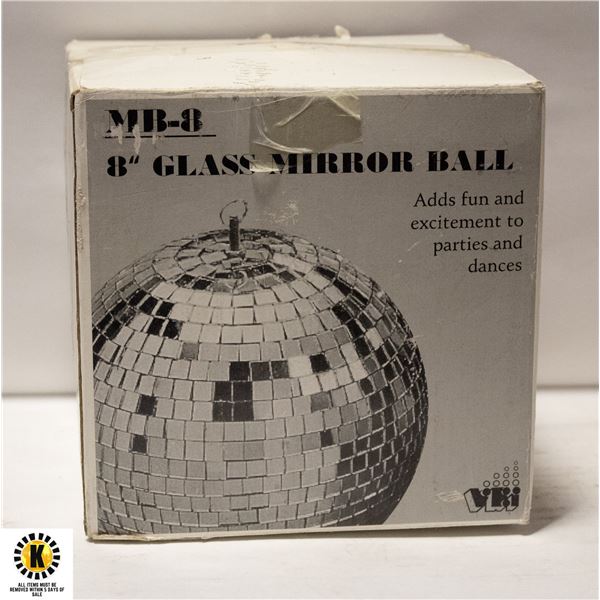 MB-8
8" GLASS MIRROR BALL
Adds fun and
excitement to
parties and
dances
VEI
K
ALL ITEMS MUST BE
REMOVED WITHIN 5 DAYS OF
SALE